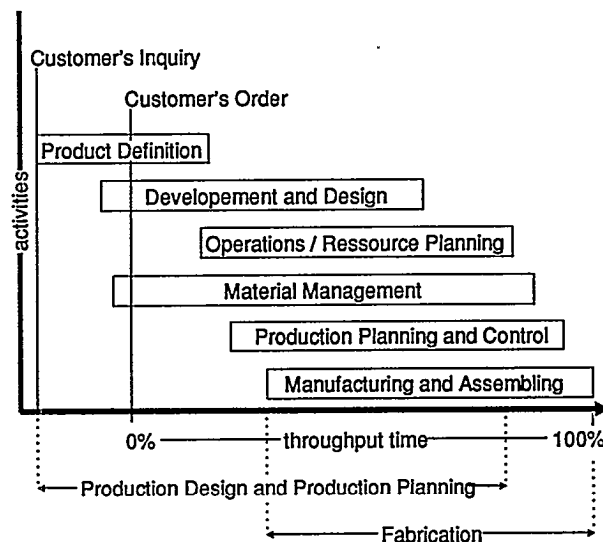 Customer's Inquiry
Customer's Order
Product Definition
Developement and Design
Operations / Ressource Planning
Material Management
Production Planning and Control
Manufacturing and Assembling
activities
0% throughput time 100%
Production Design and Production Planning
Fabrication